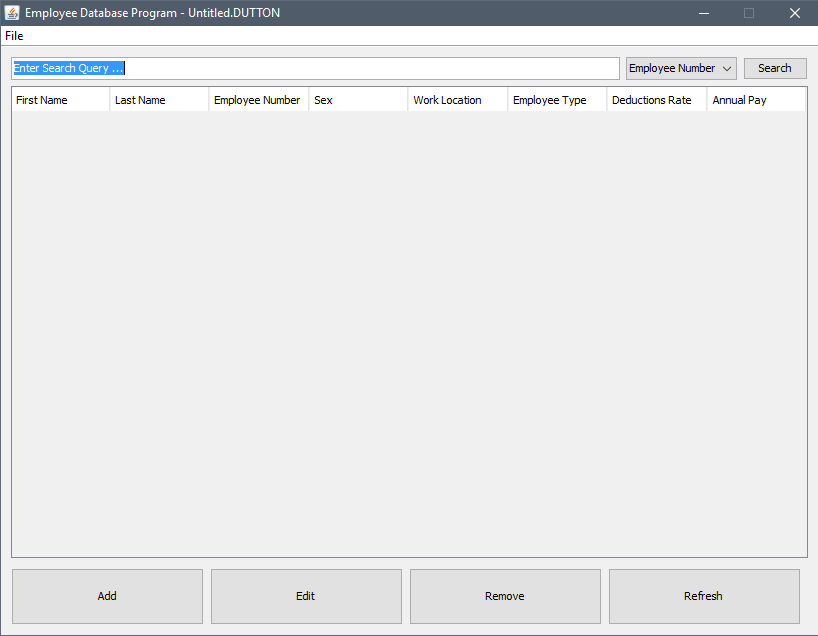 Employee Database Program - Untitled.DUTTON
File
Enter Search Query ... Employee Number Search
First Name Last Name Employee Number Sex Work Location Employee Type Deductions Rate Annual Pay
Add Edit Remove Refresh